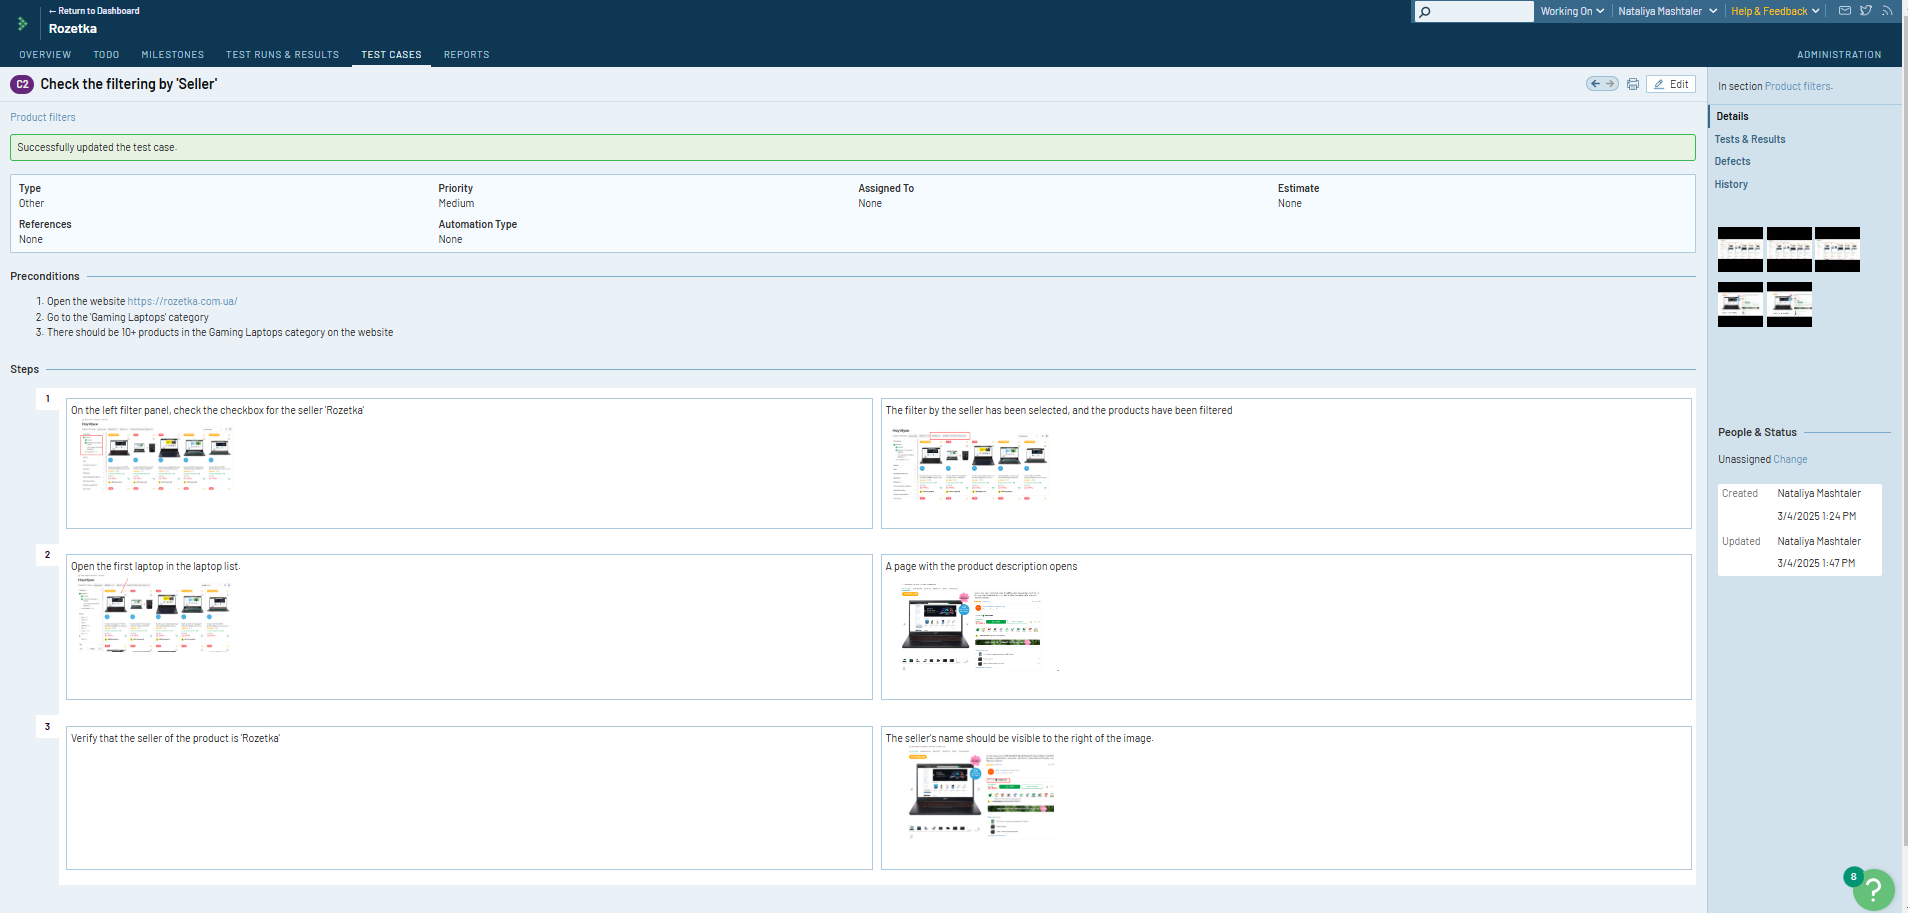 ← Return to Dashboard
Rozetka
Working On
Nataliya Mashtaler
Help & Feedback
OVERVIEW
TODO
MILESTONES
TEST RUNS & RESULTS
TEST CASES
REPORTS
ADMINISTRATION
C2 Check the filtering by 'Seller'
Edit
Product filters
Successfully updated the test case.
Type
Other
Priority
Medium
Assigned To
None
Estimate
None
References
None
Automation Type
None
Preconditions
1. Open the website https://rozetka.com.ua/
2. Go to the 'Gaming Laptops' category
3. There should be 10+ products in the Gaming Laptops category on the website
Steps
1
On the left filter panel, check the checkbox for the seller 'Rozetka'
The filter by the seller has been selected, and the products have been filtered
2
Open the first laptop in the laptop list.
A page with the product description opens
3
Verify that the seller of the product is 'Rozetka'
The seller's name should be visible to the right of the image.
In section Product filters.
Details
Tests & Results
Defects
History
People & Status
Unassigned Change
Created Nataliya Mashtaler
3/4/2025 1:24 PM
Updated Nataliya Mashtaler
3/4/2025 1:47 PM
8
?